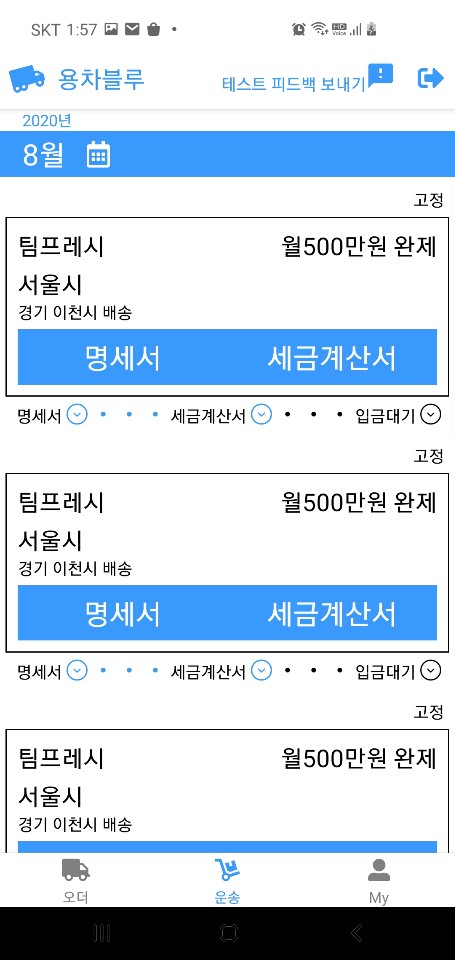 SKT 1:57
용차블루 테스트 피드백 보내기
2020년
8월
고정
팀프레시 월500만원 완제
서울시
경기 이천시 배송
명세서 세금계산서
명세서 세금계산서 입금대기
고정
팀프레시 월500만원 완제
서울시
경기 이천시 배송
명세서 세금계산서
명세서 세금계산서 입금대기
고정
팀프레시 월500만원 완제
서울시
경기 이천시 배송
오더 운송 My